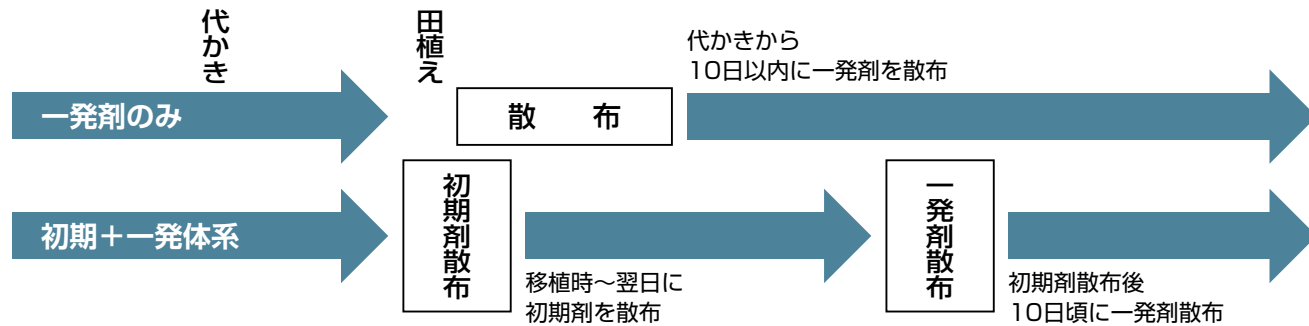 代かき
田植え
代かきから
10日以内に一発剤を散布
一発剤のみ
散 布
初期＋一発体系
初期剤散布
移植時～翌日に
初期剤を散布
一発剤散布
初期剤散布後
10日頃に一発剤散布